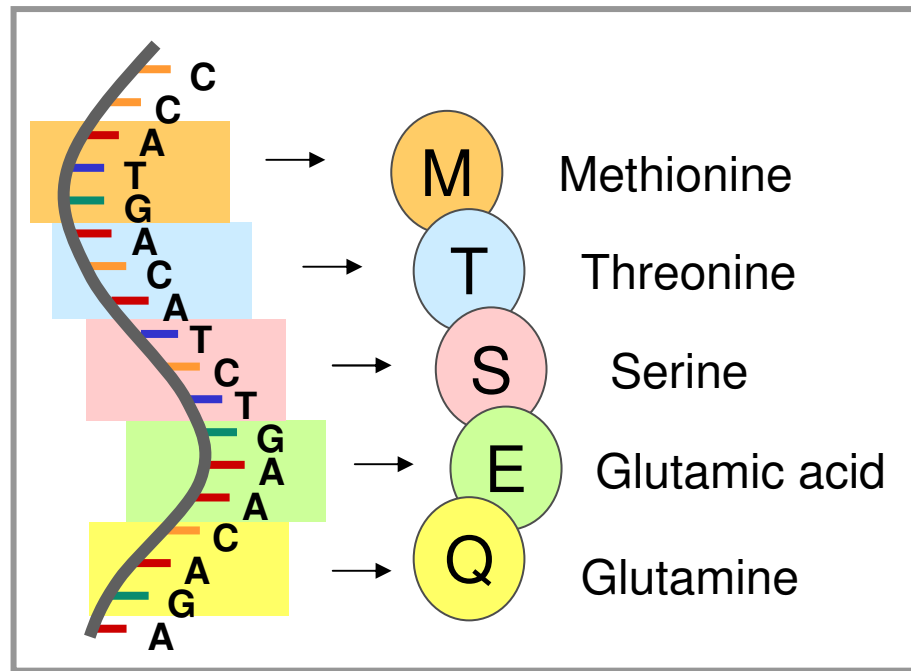 C
C
A
T
G
A
C
A
T
C
T
G
A
A
C
A
G
A
M Methionine
T Threonine
S Serine
E Glutamic acid
Q Glutamine